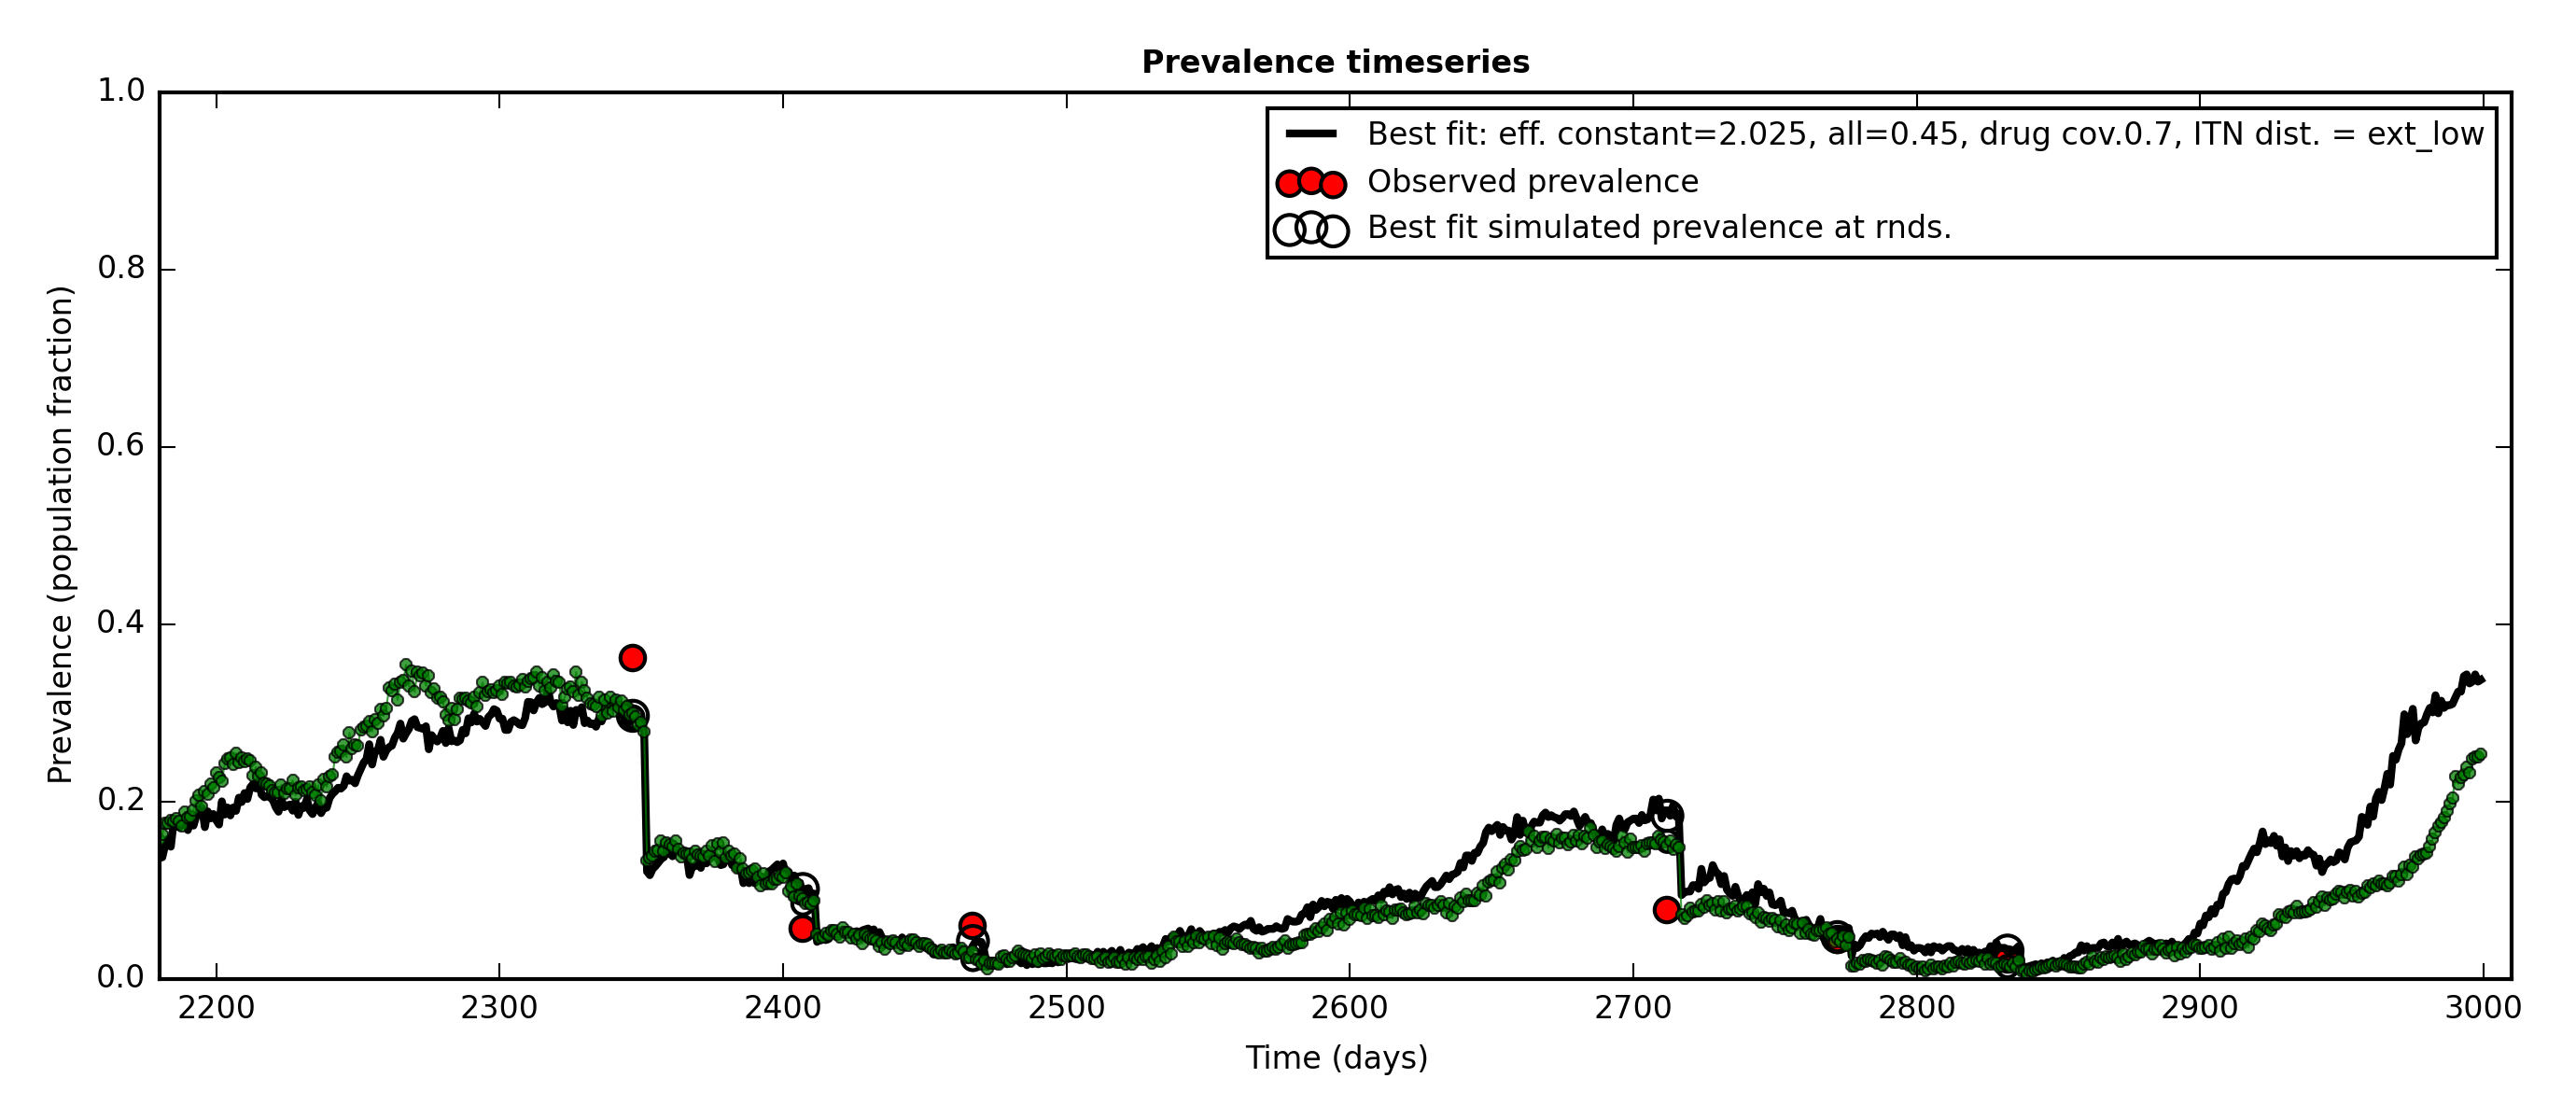 Prevalence timeseries
1.0
0.8
0.6
0.4
0.2
0.0
Prevalence (population fraction)
Best fit: eff. constant=2.025, all=0.45, drug cov.0.7, ITN dist. = ext_low
Observed prevalence
Best fit simulated prevalence at rnds.
2200 2300 2400 2500 2600 2700 2800 2900 3000
Time (days)